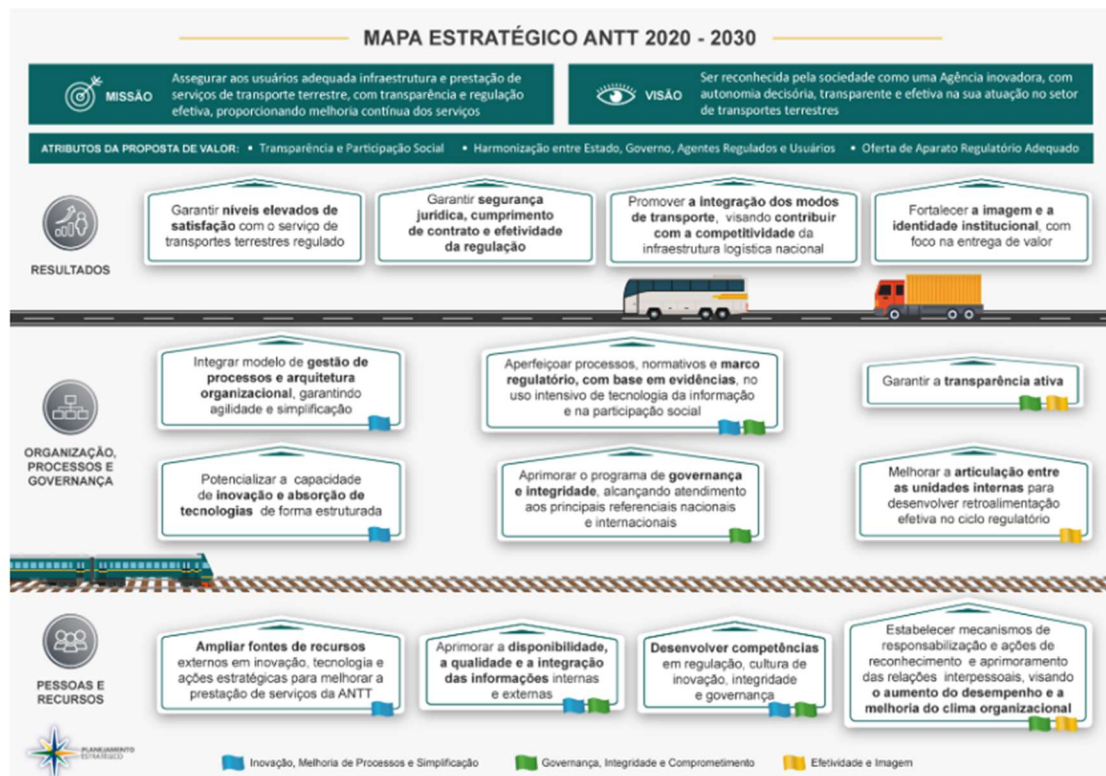 MAPA ESTRATÉGICO ANTT 2020 - 2030
MISSÃO
Assegurar aos usuários adequada infraestrutura e prestação de
serviços de transporte terrestre, com transparência e regulação
efetiva, proporcionando melhoria contínua dos serviços
VISÃO
Ser reconhecida pela sociedade como uma Agência inovadora, com
autonomia decisória, transparente e efetiva na sua atuação no setor
de transportes terrestres
ATRIBUTOS DA PROPOSTA DE VALOR: • Transparência e Participação Social • Harmonização entre Estado, Governo, Agentes Regulados e Usuários • Oferta de Aparato Regulatório Adequado
RESULTADOS
Garantir níveis elevados de
satisfação com o serviço de
transportes terrestres regulado
Garantir segurança
jurídica, cumprimento
de contrato e efetividade
da regulação
Promover a integração dos modos
de transporte, visando contribuir
com a competitividade da
infraestrutura logística nacional
Fortalecer a imagem e a
identidade institucional, com
foco na entrega de valor
ORGANIZAÇÃO,
PROCESSOS E
GOVERNANÇA
Integrar modelo de gestão de
processos e arquitetura
organizacional, garantindo
agilidade e simplificação
Aperfeiçoar processos, normativos e marco
regulatório, com base em evidências, no
uso intensivo de tecnologia da informação
e na participação social
Garantir a transparência ativa
Potencializar a capacidade
de inovação e absorção de
tecnologias de forma estruturada
Aprimorar o programa de governança
e integridade, alcançando atendimento
aos principais referenciais nacionais
e internacionais
Melhorar a articulação entre
as unidades internas para
desenvolver retroalimentação
efetiva no ciclo regulatório
PESSOAS E
RECURSOS
Ampliar fontes de recursos
externos em inovação, tecnologia e
ações estratégicas para melhorar a
prestação de serviços da ANTT
Aprimorar a disponibilidade,
a qualidade e a integração
das informações internas
e externas
Desenvolver competências
em regulação, cultura de
inovação, integridade
e governança
Estabelecer mecanismos de
responsabilização e ações de
reconhecimento e aprimoramento
das relações interpessoais, visando
o aumento do desempenho e a
melhoria do clima organizacional
PLANEJAMENTO
ESTRATÉGICO
Inovação, Melhoria de Processos e Simplificação
Governança, Integridade e Comprometimento
Efetividade e Imagem